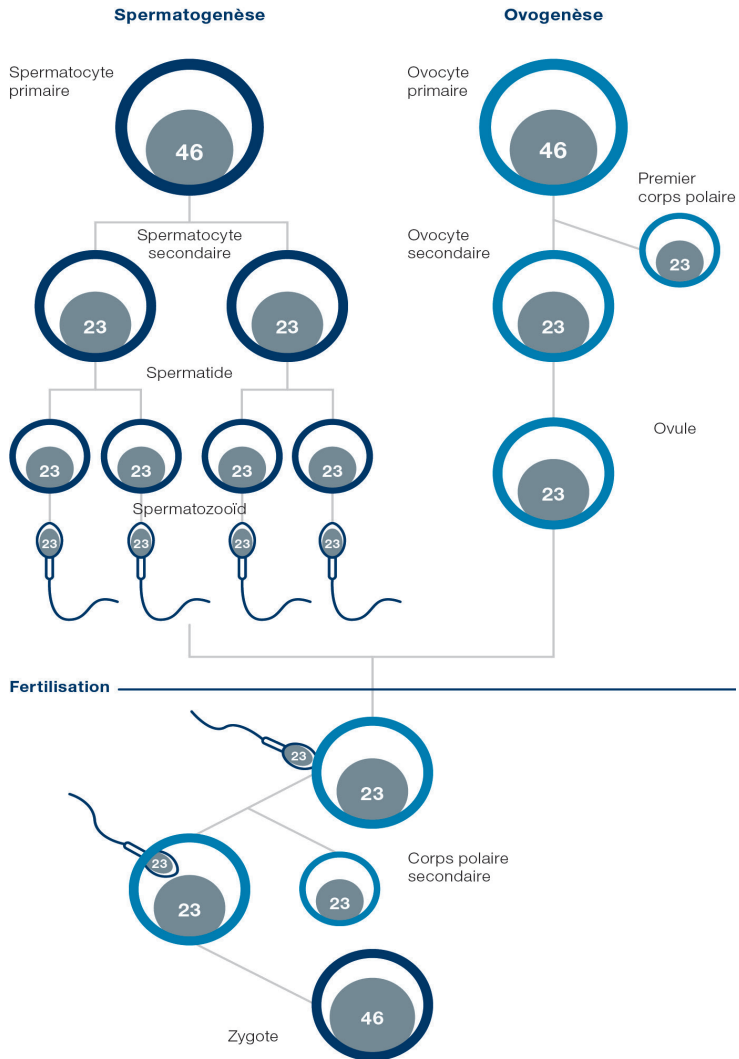 Spermatogenèse
Ovogenèse
Spermatocyte
primaire
Ovocyte
primaire
46
46
Premier
corps polaire
Spermatocyte
secondaire
Ovocyte
secondaire
23
23
23
23
Spermatide
Ovule
23
23
23
23
23
Spermatozooïd
23
23
23
23
Fertilisation
23
23
Corps polaire
secondaire
23
23
23
Zygote
46